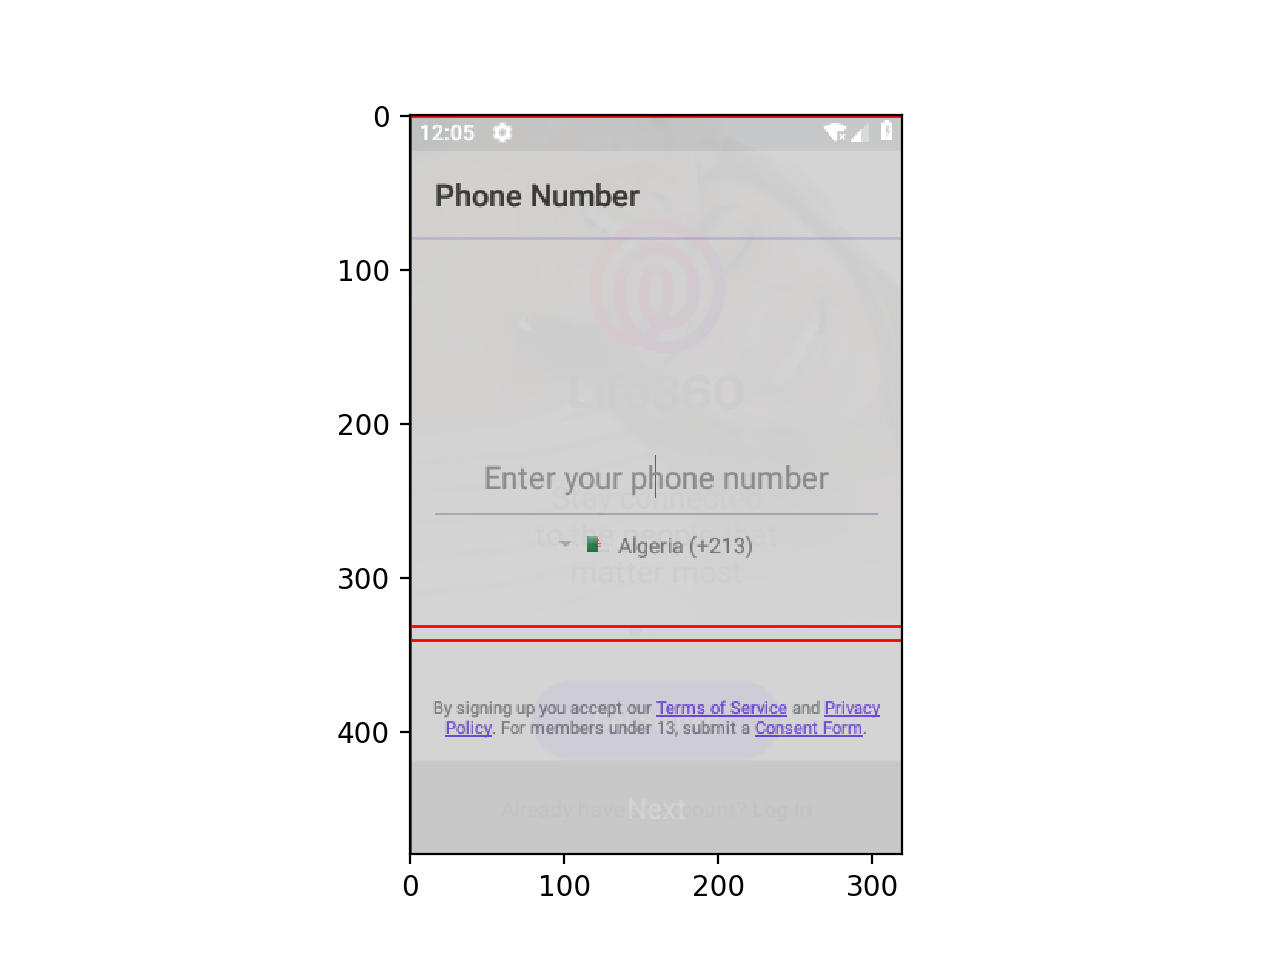 0
12:05
Phone Number
100
Life360
200
Enter your phone number
Stay connected
to the people that
Algeria (+213)
matter most
300
By signing up you accept our Terms of Service and Privacy
Policy. For members under 13, submit a Consent Form.
400
Already have count? Log In
Next
0 100 200 300